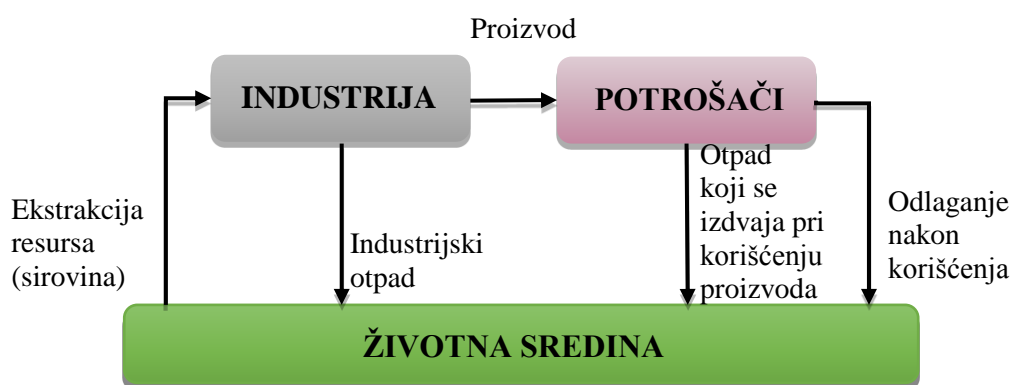 Proizvod
INDUSTRIJA
POTROŠAČI
Ekstrakcija
resursa
(sirovina)
Industrijski
otpad
Otpad
koji se
izdvaja pri
korišćenju
proizvoda
Odlaganje
nakon
korišćenja
ŽIVOTNA SREDINA